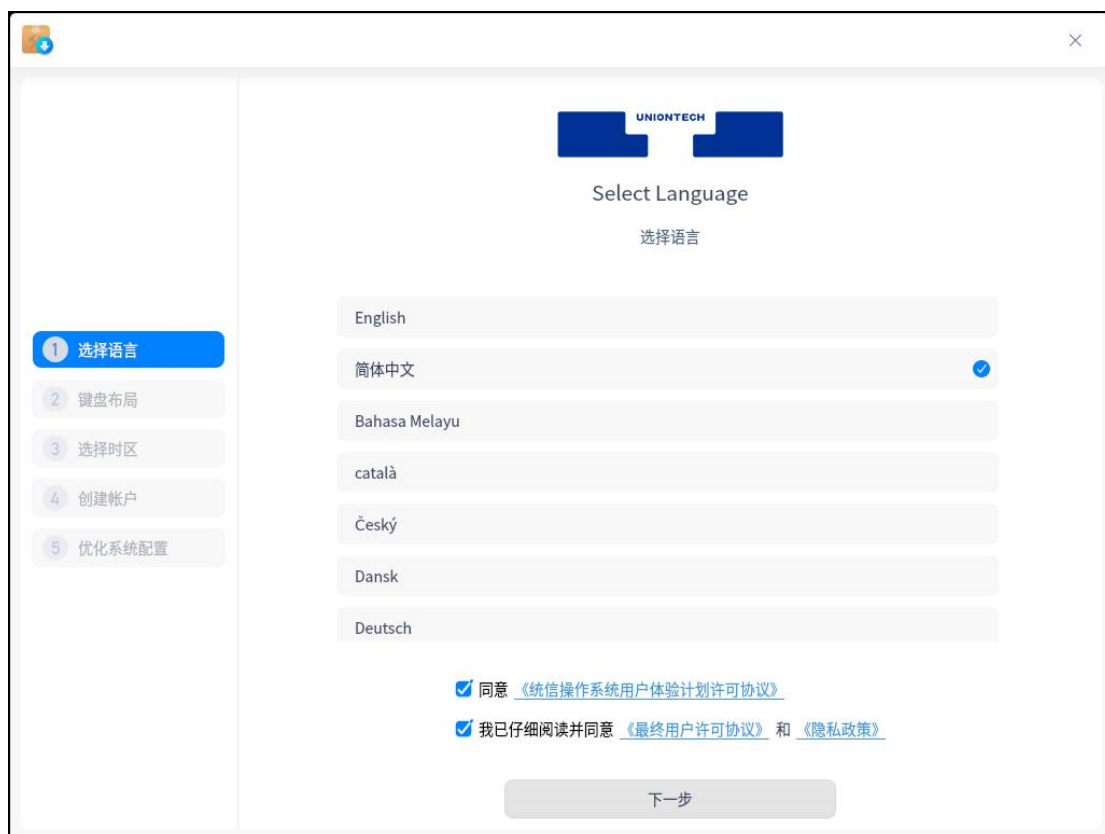 UNIONTECH
Select Language
选择语言
1 选择语言
2 键盘布局
3 选择时区
4 创建帐户
5 优化系统配置
English
简体中文
Bahasa Melayu
català
Český
Dansk
Deutsch
同意 《统信操作系统用户体验计划许可协议》
我已仔细阅读并同意 《最终用户许可协议》 和 《隐私政策》
下一步